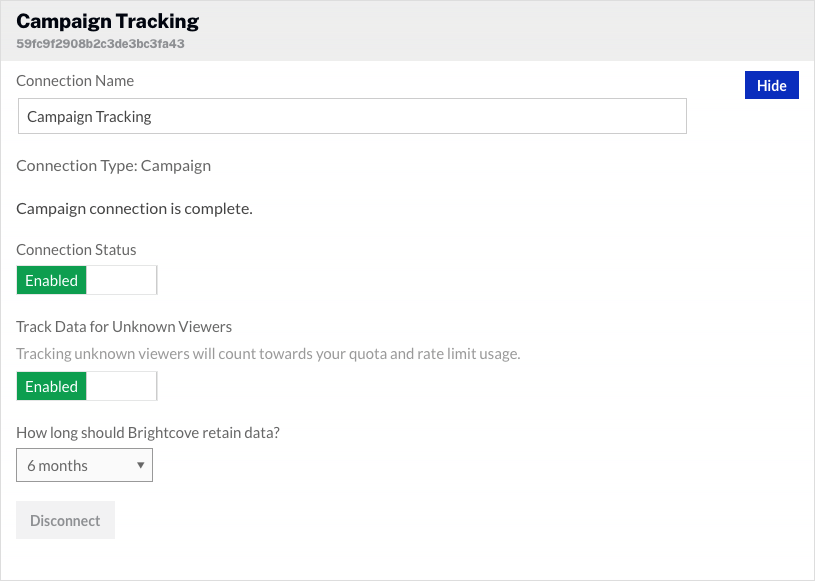 Campaign Tracking
59fc9f2908b2c3de3bc3fa43
Connection Name
Hide
Campaign Tracking
Connection Type: Campaign
Campaign connection is complete.
Connection Status
Enabled
Track Data for Unknown Viewers
Tracking unknown viewers will count towards your quota and rate limit usage.
Enabled
How long should Brightcove retain data?
6 months
Disconnect